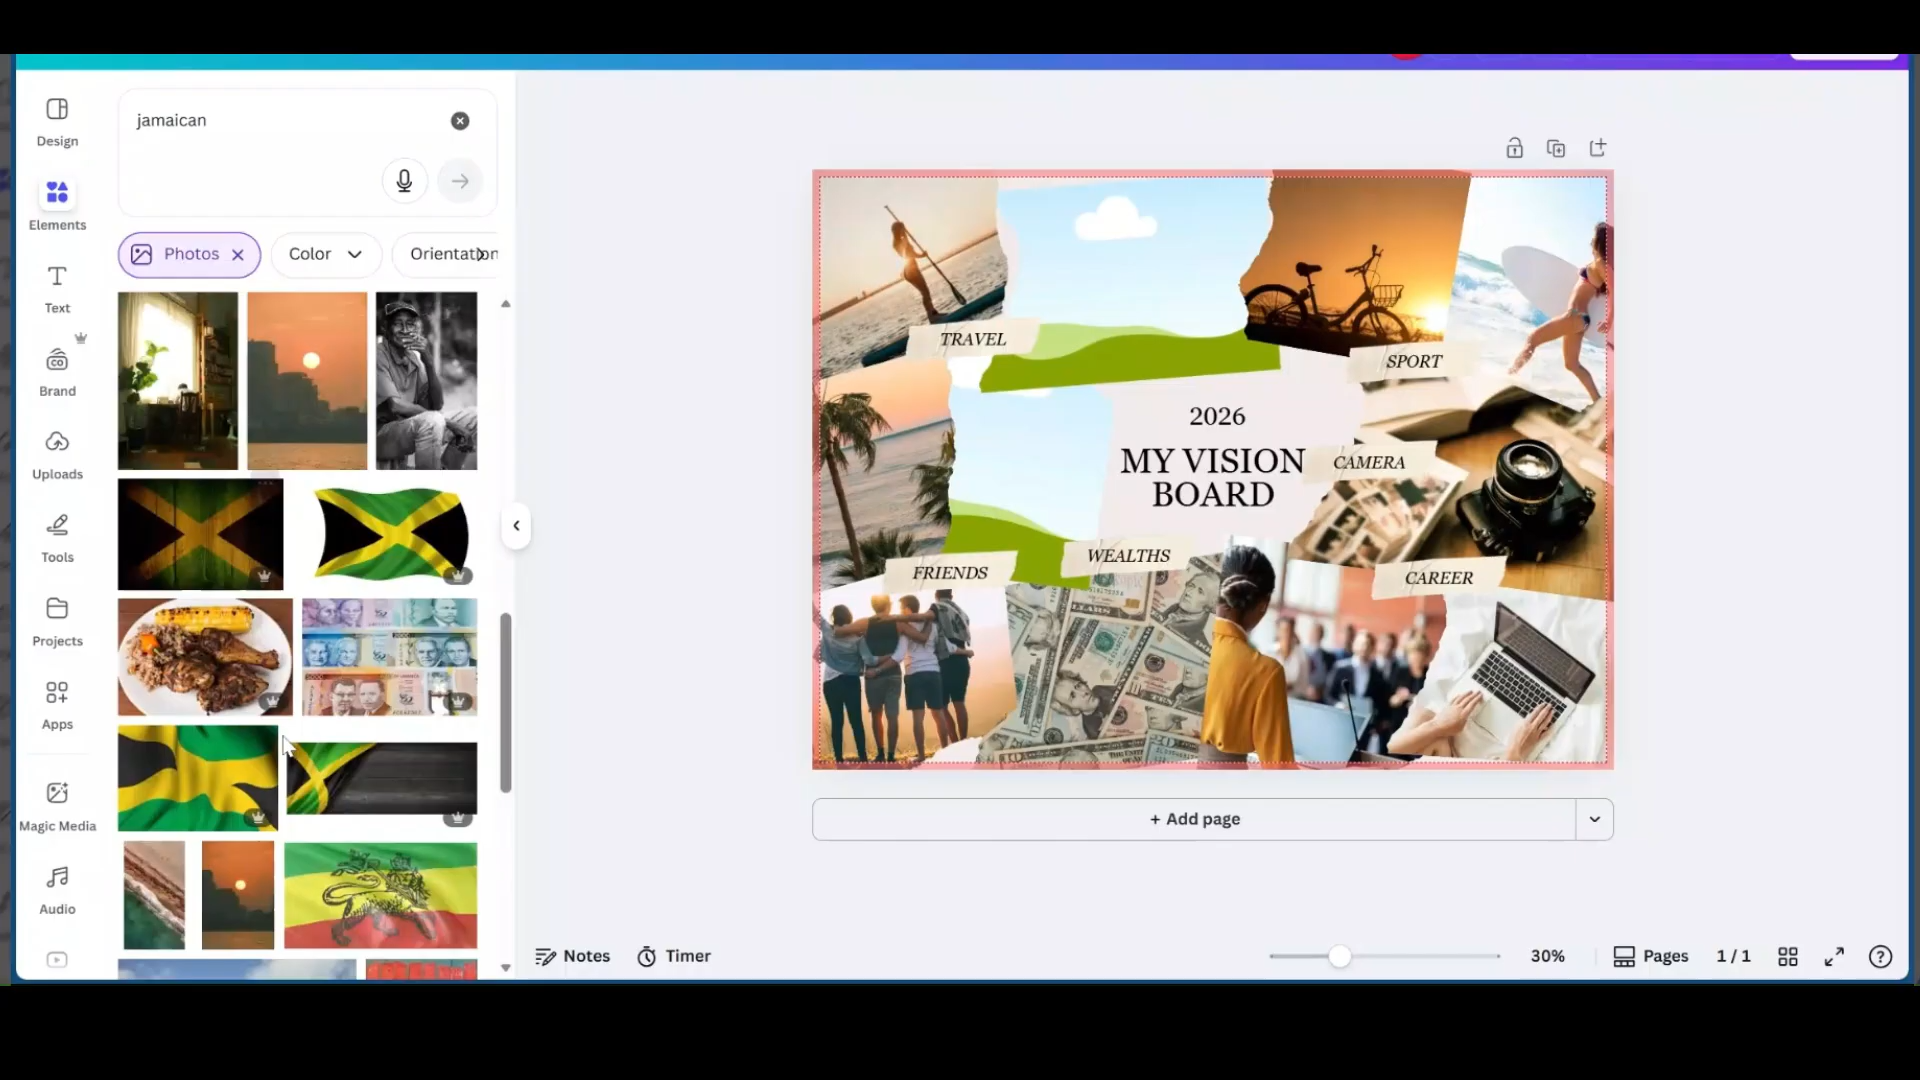 jamaican
Design
Elements
Text
Brand
Uploads
Tools
Projects
Apps
Magic Media
Audio
Photos
Color
Orientation
TRAVEL
SPORT
2026
MY VISION
BOARD
CAMERA
WEALTHS
FRIENDS
CAREER
+ Add page
Notes
Timer
30%
Pages
1 / 1